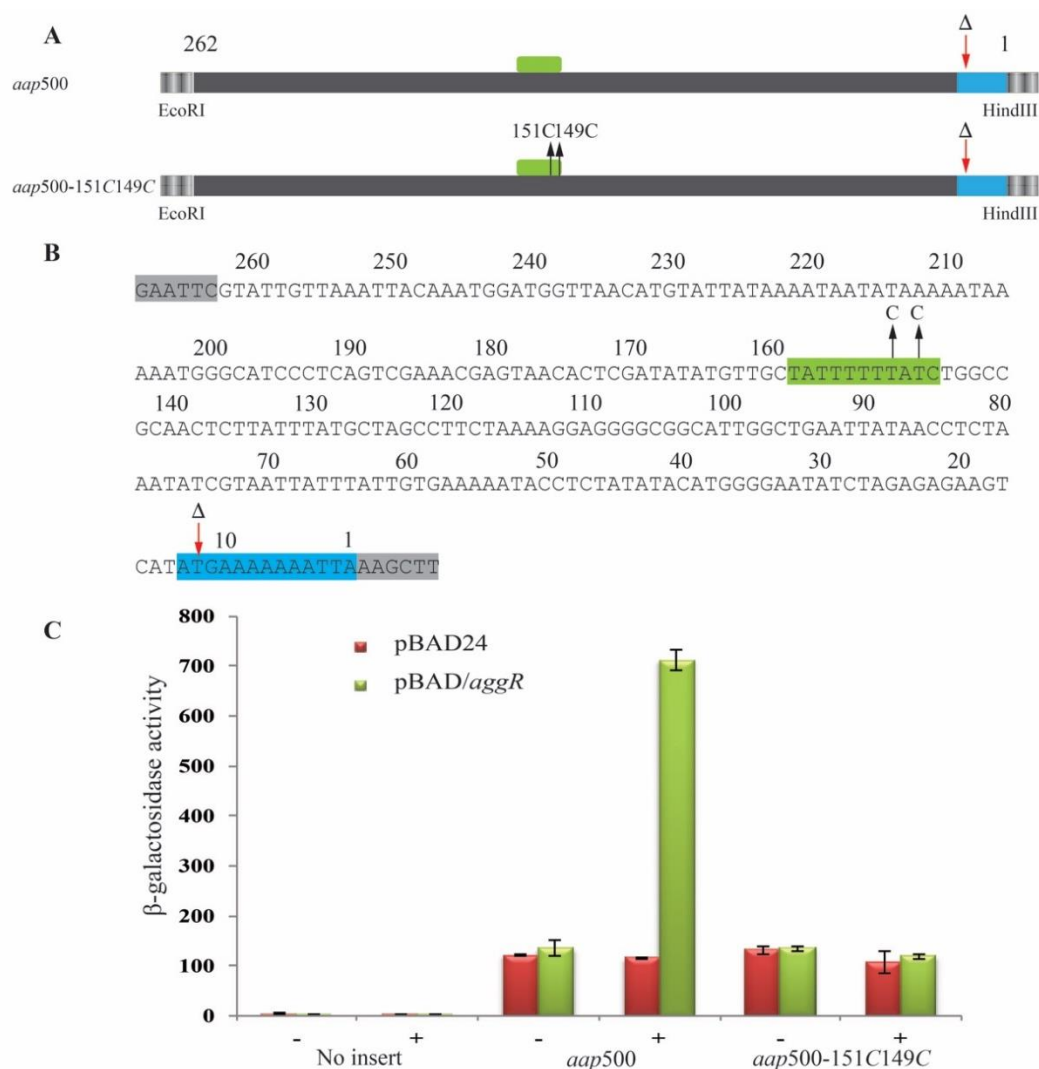 A
262 Δ 1
aap500
EcoRI HindIII
151C149C Δ
aap500-151C149C
EcoRI HindIII
B
260 250 240 230 220 210
GAATTCGTATTGTTAAATTACAAATGGATGGTTAACATGTATTATAAAATAATATAAAAATAA
C C
200 190 180 170 160
AAATGGGCATCCCTCAGTCGAAACGAGTAACACTCGATATATGTTGCTATTTTTTATCTGGCC
140 130 120 110 100 90 80
GCAACTCTTATTTATGCTAGCCTTCTAAAAGGAGGGGCGGCATTGGCTGAATTATAACCTCTA
70 60 50 40 30 20
AATATCGTAATTATTTATTGTGAAAAATACCTCTATATACATGGGGAATATCTAGAGAGAAGT
Δ 10 1
CATATGAAAAAAATTAAAGCTT
C
800
700
600
500
400
300
200
100
0
β-galactosidase activity
pBAD24
pBAD/aggR
- + - + - +
No insert aap500 aap500-151C149C